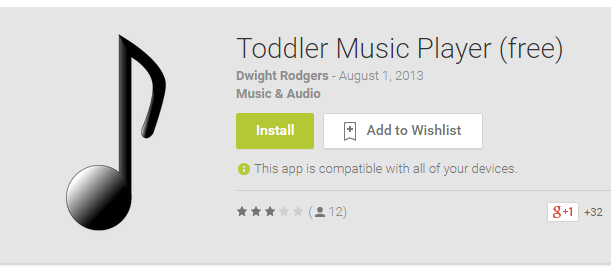 Toddler Music Player (free)
Dwight Rodgers - August 1, 2013
Music & Audio
Install
Add to Wishlist
This app is compatible with all of your devices.
(12)
g+1 +32